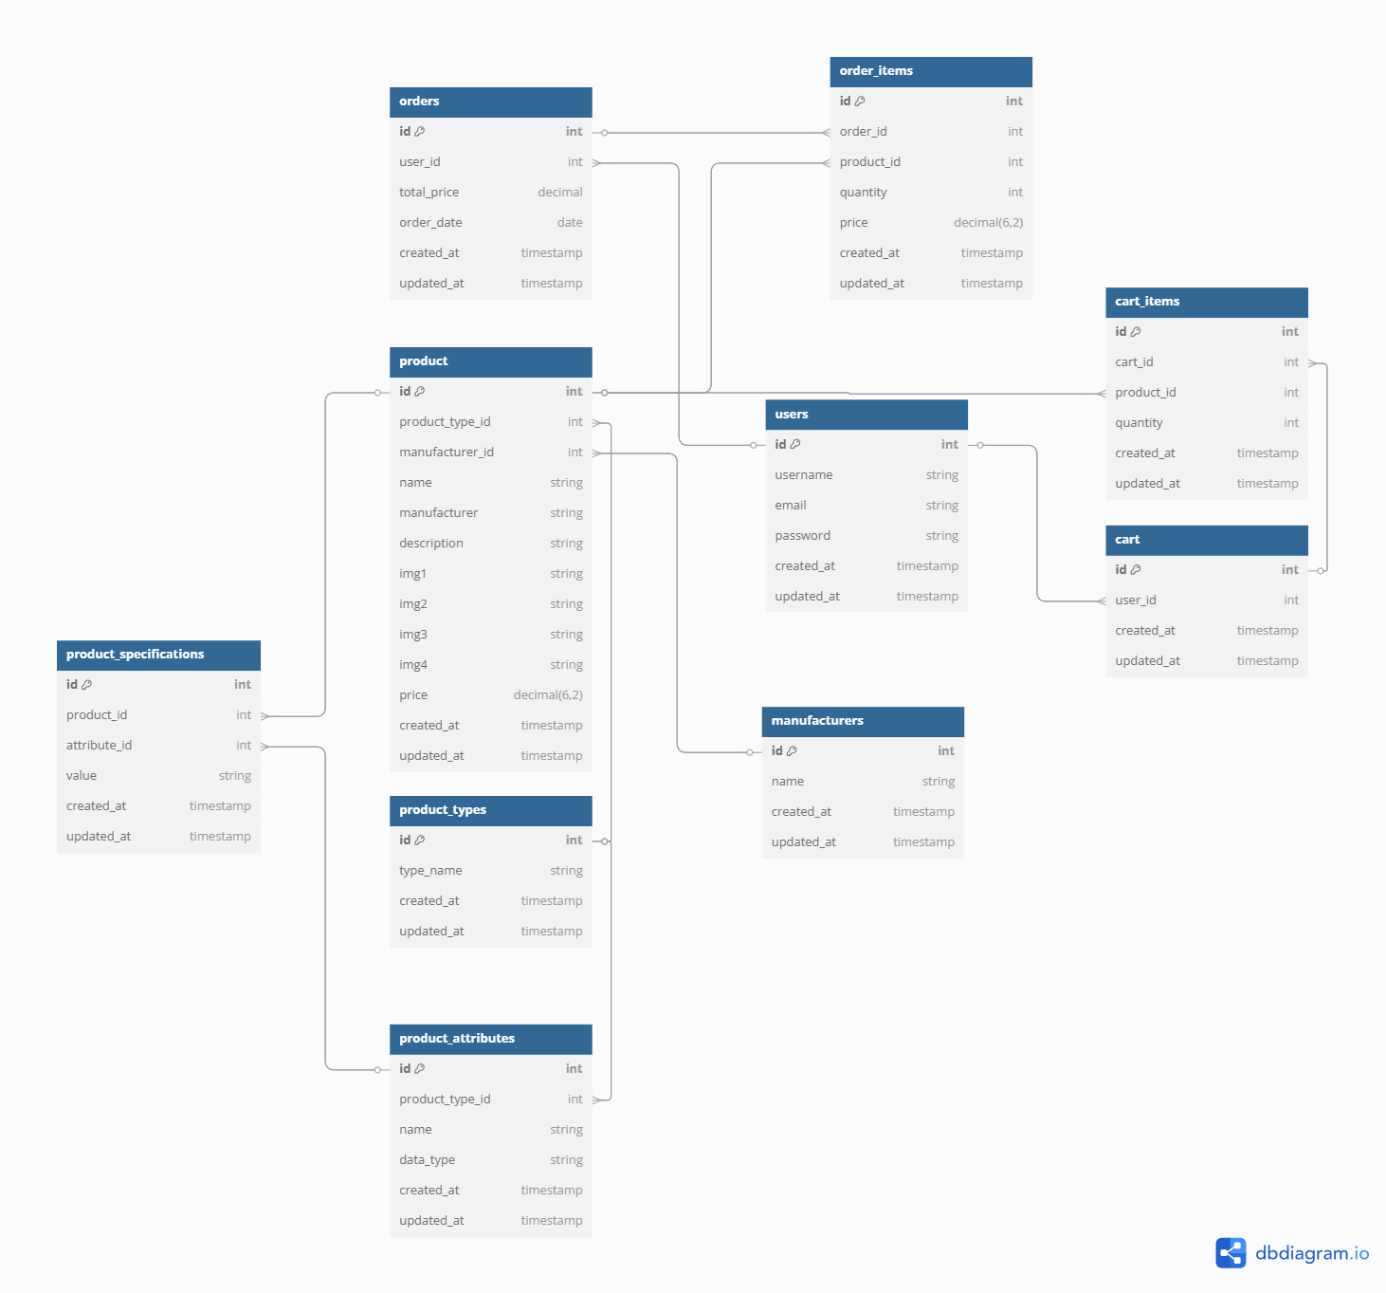 orders
id int
user_id int
total_price decimal
order_date date
created_at timestamp
updated_at timestamp
order_items
id int
order_id int
product_id int
quantity int
price decimal(6,2)
created_at timestamp
updated_at timestamp
cart_items
id int
cart_id int
product_id int
quantity int
created_at timestamp
updated_at timestamp
product
id int
product_type_id int
manufacturer_id int
name string
manufacturer string
description string
img1 string
img2 string
img3 string
img4 string
price decimal(6,2)
created_at timestamp
updated_at timestamp
users
id int
username string
email string
password string
created_at timestamp
updated_at timestamp
cart
id int
user_id int
created_at timestamp
updated_at timestamp
product_specifications
id int
product_id int
attribute_id int
value string
created_at timestamp
updated_at timestamp
manufacturers
id int
name string
created_at timestamp
updated_at timestamp
product_types
id int
type_name string
created_at timestamp
updated_at timestamp
product_attributes
id int
product_type_id int
name string
data_type string
created_at timestamp
updated_at timestamp
dbdiagram.io